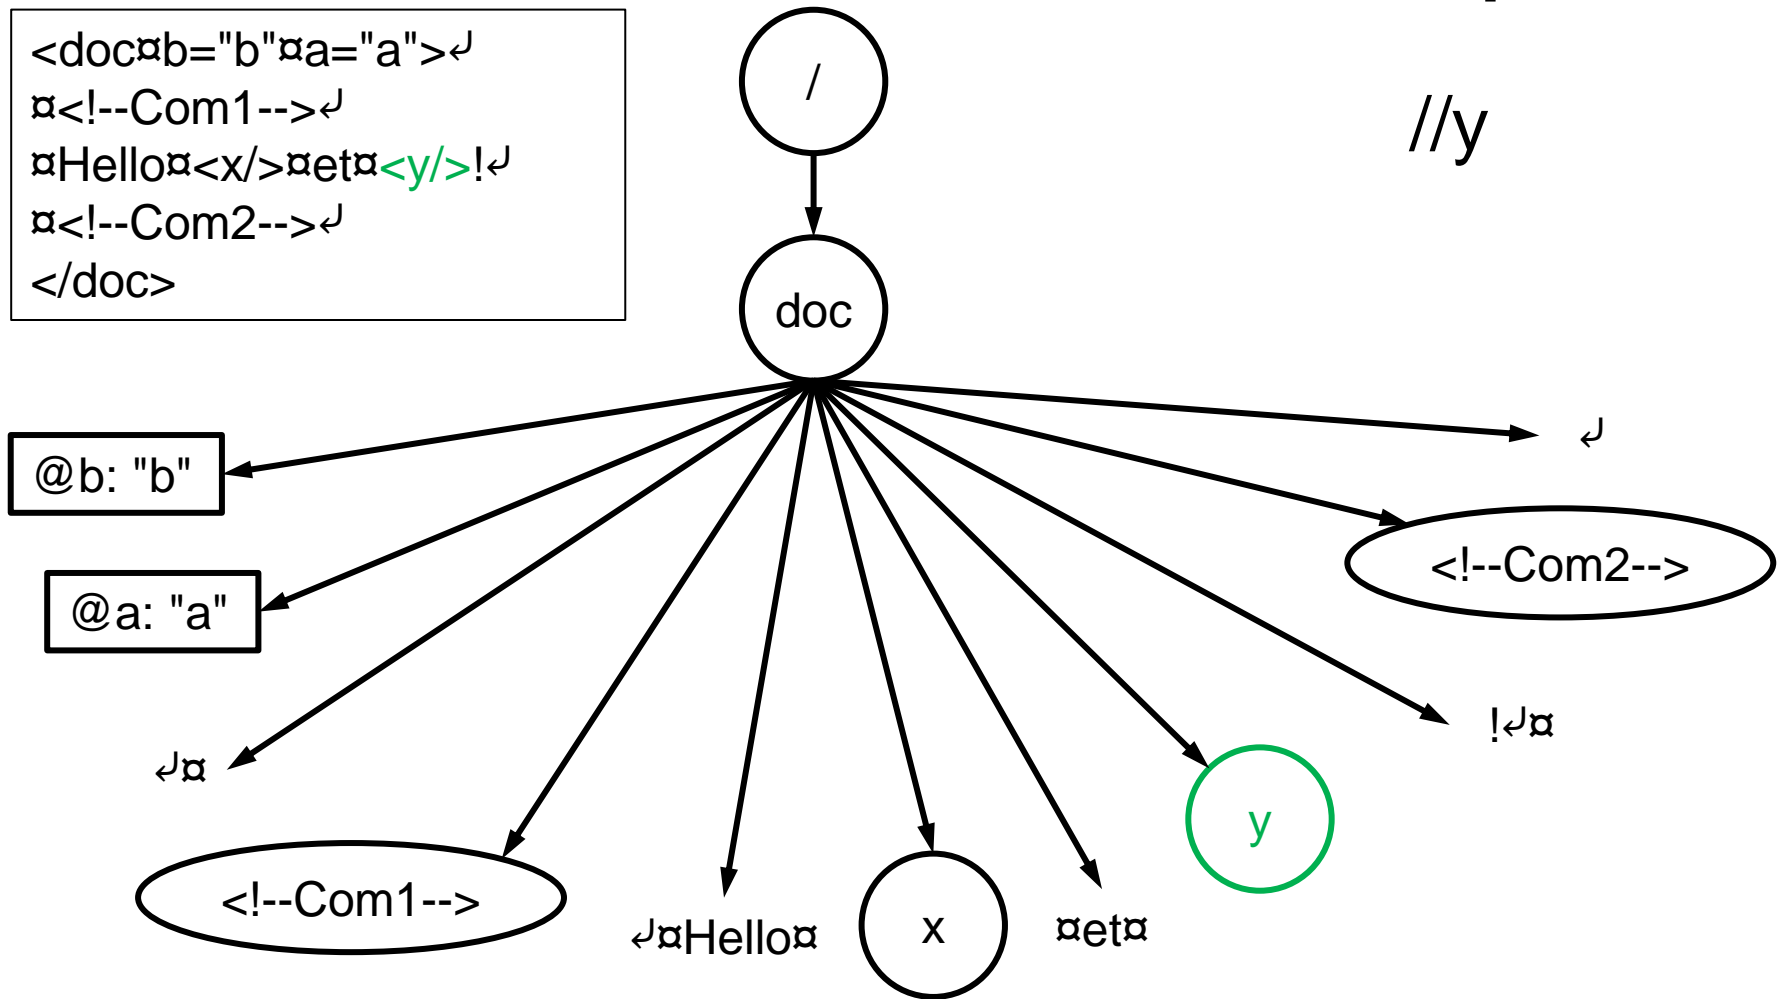 <doc¤b="b"¤a="a">↲
¤<!--Com1-->↲
¤Hello¤<x/>¤et¤<y/>!↲
¤<!--Com2-->↲
</doc>
/
//y
doc
↲
@b: "b"
<!--Com2-->
@a: "a"
!↲¤
↲¤
y
<!--Com1-->
↲¤Hello¤
x
¤et¤